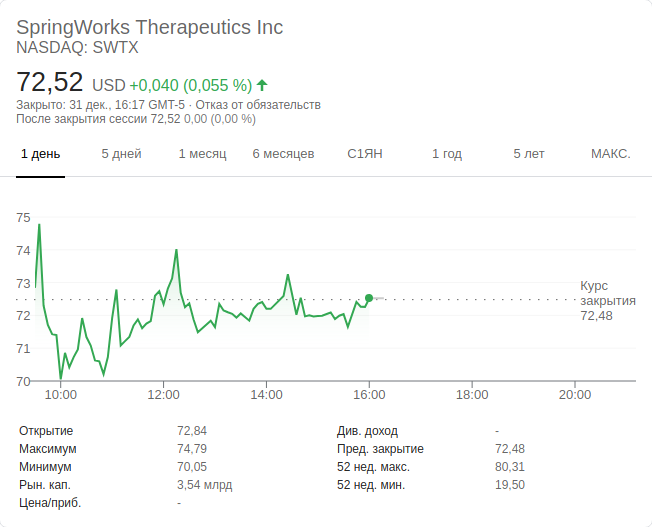 SpringWorks Therapeutics Inc
NASDAQ: SWTX
72,52 USD +0,040 (0,055 %)
Закрыто: 31 дек., 16:17 GMT-5 · Отказ от обязательств
После закрытия сессии 72,52 0,00 (0,00 %)
1 день 5 дней 1 месяц 6 месяцев С1ЯН 1 год 5 лет МАКС.
75
74
73
72
71
70
Курс
закрытия
72,48
10:00 12:00 14:00 16:00 18:00 20:00
Открытие 72,84 Див. доход -
Максимум 74,79 Пред. закрытие 72,48
Минимум 70,05 52 нед. макс. 80,31
Рын. кап. 3,54 млрд 52 нед. мин. 19,50
Цена/приб. -